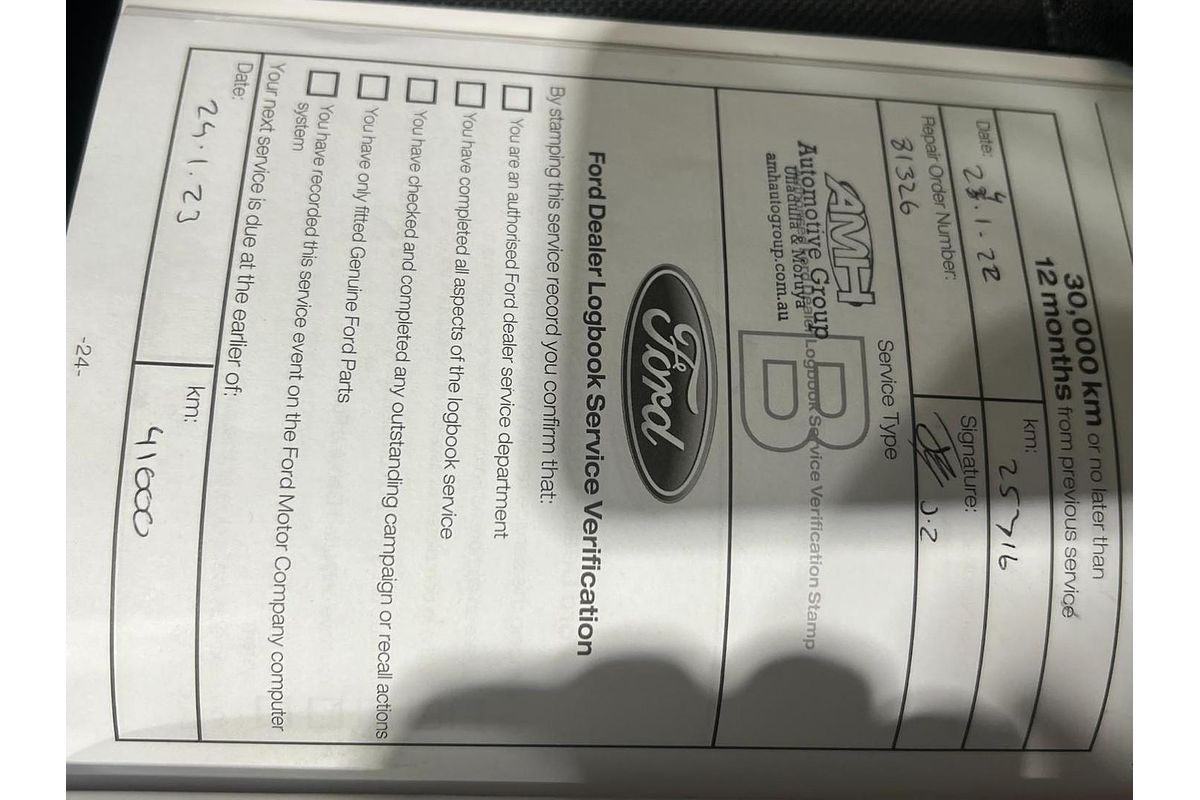 30,000 km or no later than
12 months from previous service
Date: 24.1.22
km: 25716
Repair Order Number: 31326
Signature: J.Z
Service Type
B
AMH
Automotive Group
Ulladulla & Moruya
amhautogroup.com.au
Logbook Service Verification Stamp
Ford
Ford Dealer Logbook Service Verification
By stamping this service record you confirm that:
You are an authorised Ford dealer service department
You have completed all aspects of the logbook service
You have checked and completed any outstanding campaign or recall actions
You have only fitted Genuine Ford Parts
You have recorded this service event on the Ford Motor Company computer
system
Your next service is due at the earlier of:
Date: 24.1.23
km: 41000
-24-